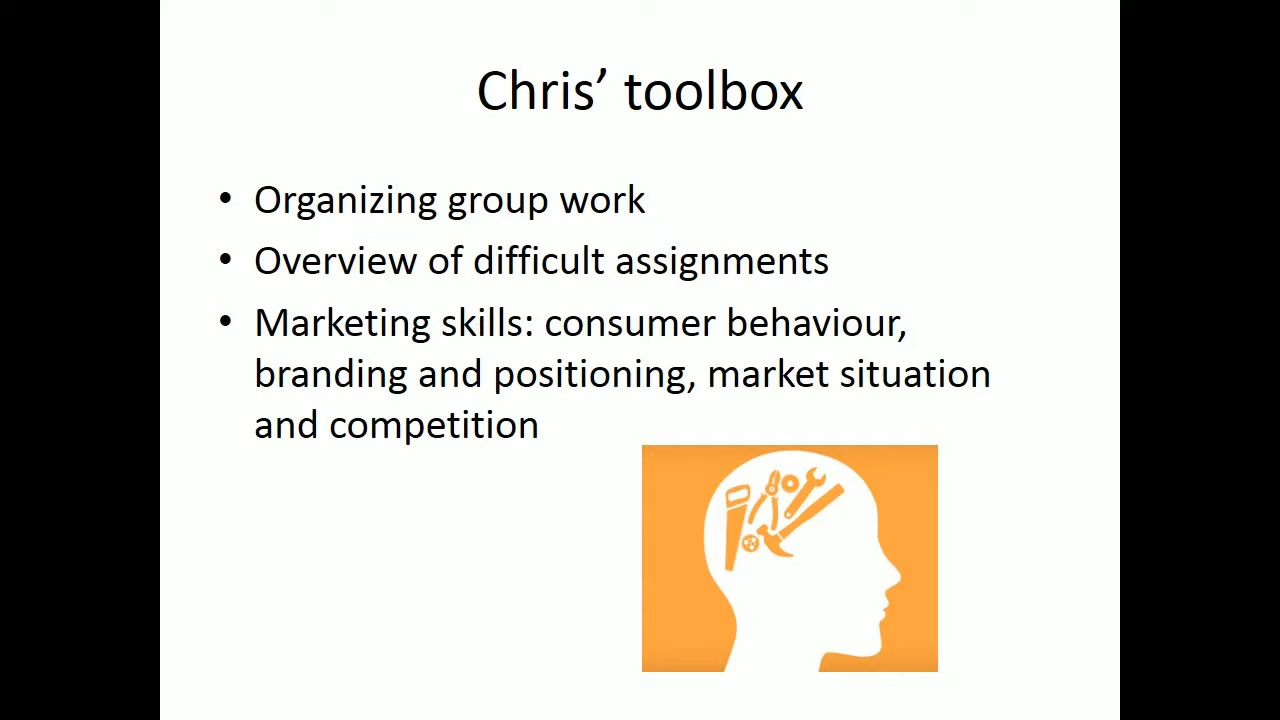 Chris’ toolbox
• Organizing group work
• Overview of difficult assignments
• Marketing skills: consumer behaviour,
branding and positioning, market situation
and competition